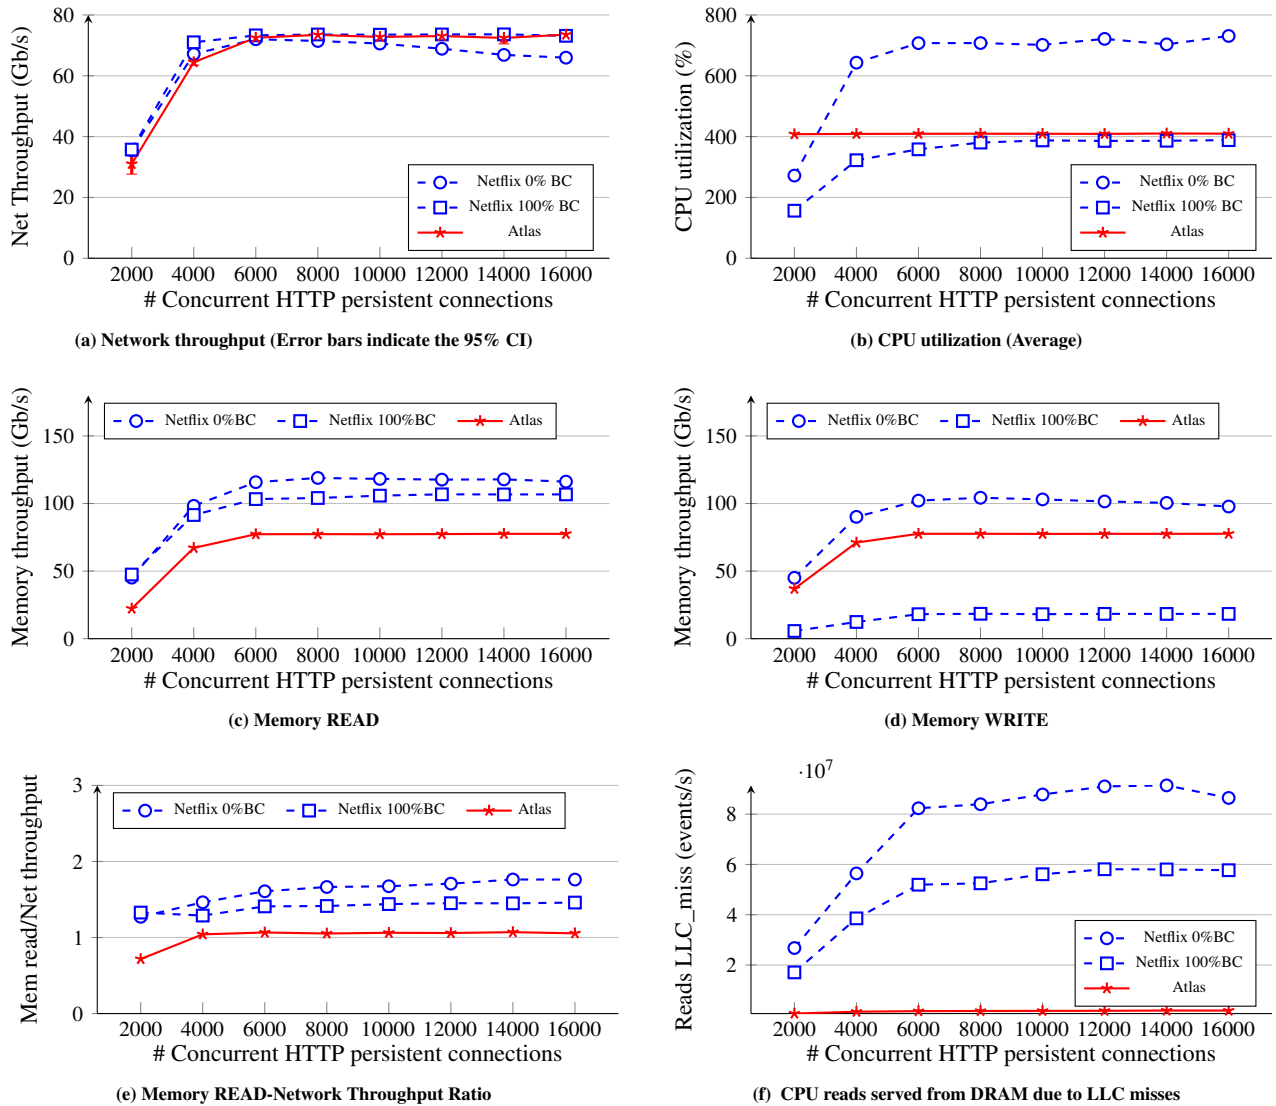 Net Throughput (Gb/s)
80
60
40
20
0
Netflix 0% BC
Netflix 100% BC
Atlas
2000 4000 6000 8000 10000 12000 14000 16000
# Concurrent HTTP persistent connections
(a) Network throughput (Error bars indicate the 95% CI)
CPU utilization (%)
800
600
400
200
0
Netflix 0% BC
Netflix 100% BC
Atlas
2000 4000 6000 8000 10000 12000 14000 16000
# Concurrent HTTP persistent connections
(b) CPU utilization (Average)
Memory throughput (Gb/s)
Netflix 0%BC Netflix 100%BC Atlas
150
100
50
0
2000 4000 6000 8000 10000 12000 14000 16000
# Concurrent HTTP persistent connections
(c) Memory READ
Memory throughput (Gb/s)
Netflix 0%BC Netflix 100%BC Atlas
150
100
50
0
2000 4000 6000 8000 10000 12000 14000 16000
# Concurrent HTTP persistent connections
(d) Memory WRITE
Mem read/Net throughput
3
Netflix 0%BC Netflix 100%BC Atlas
2
1
0
2000 4000 6000 8000 10000 12000 14000 16000
# Concurrent HTTP persistent connections
(e) Memory READ-Network Throughput Ratio
Reads LLC_miss (events/s)
·10⁷
8
6
4
2
Netflix 0%BC
Netflix 100%BC
Atlas
2000 4000 6000 8000 10000 12000 14000 16000
# Concurrent HTTP persistent connections
(f) CPU reads served from DRAM due to LLC misses